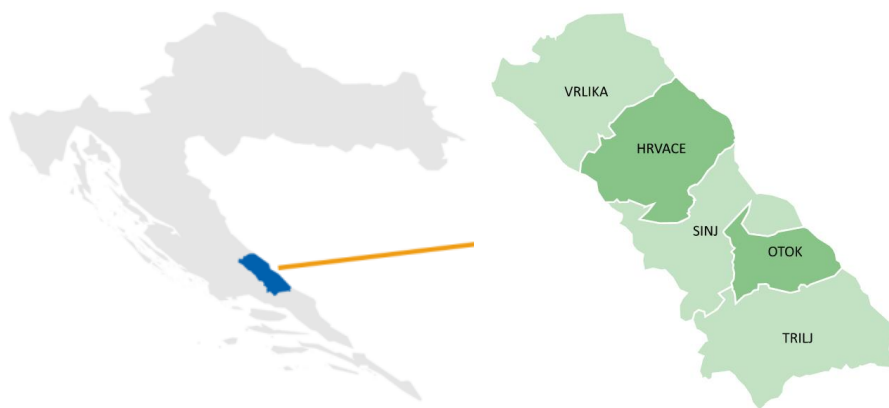 VRLIKA
HRVACE
SINJ
OTOK
TRILJ